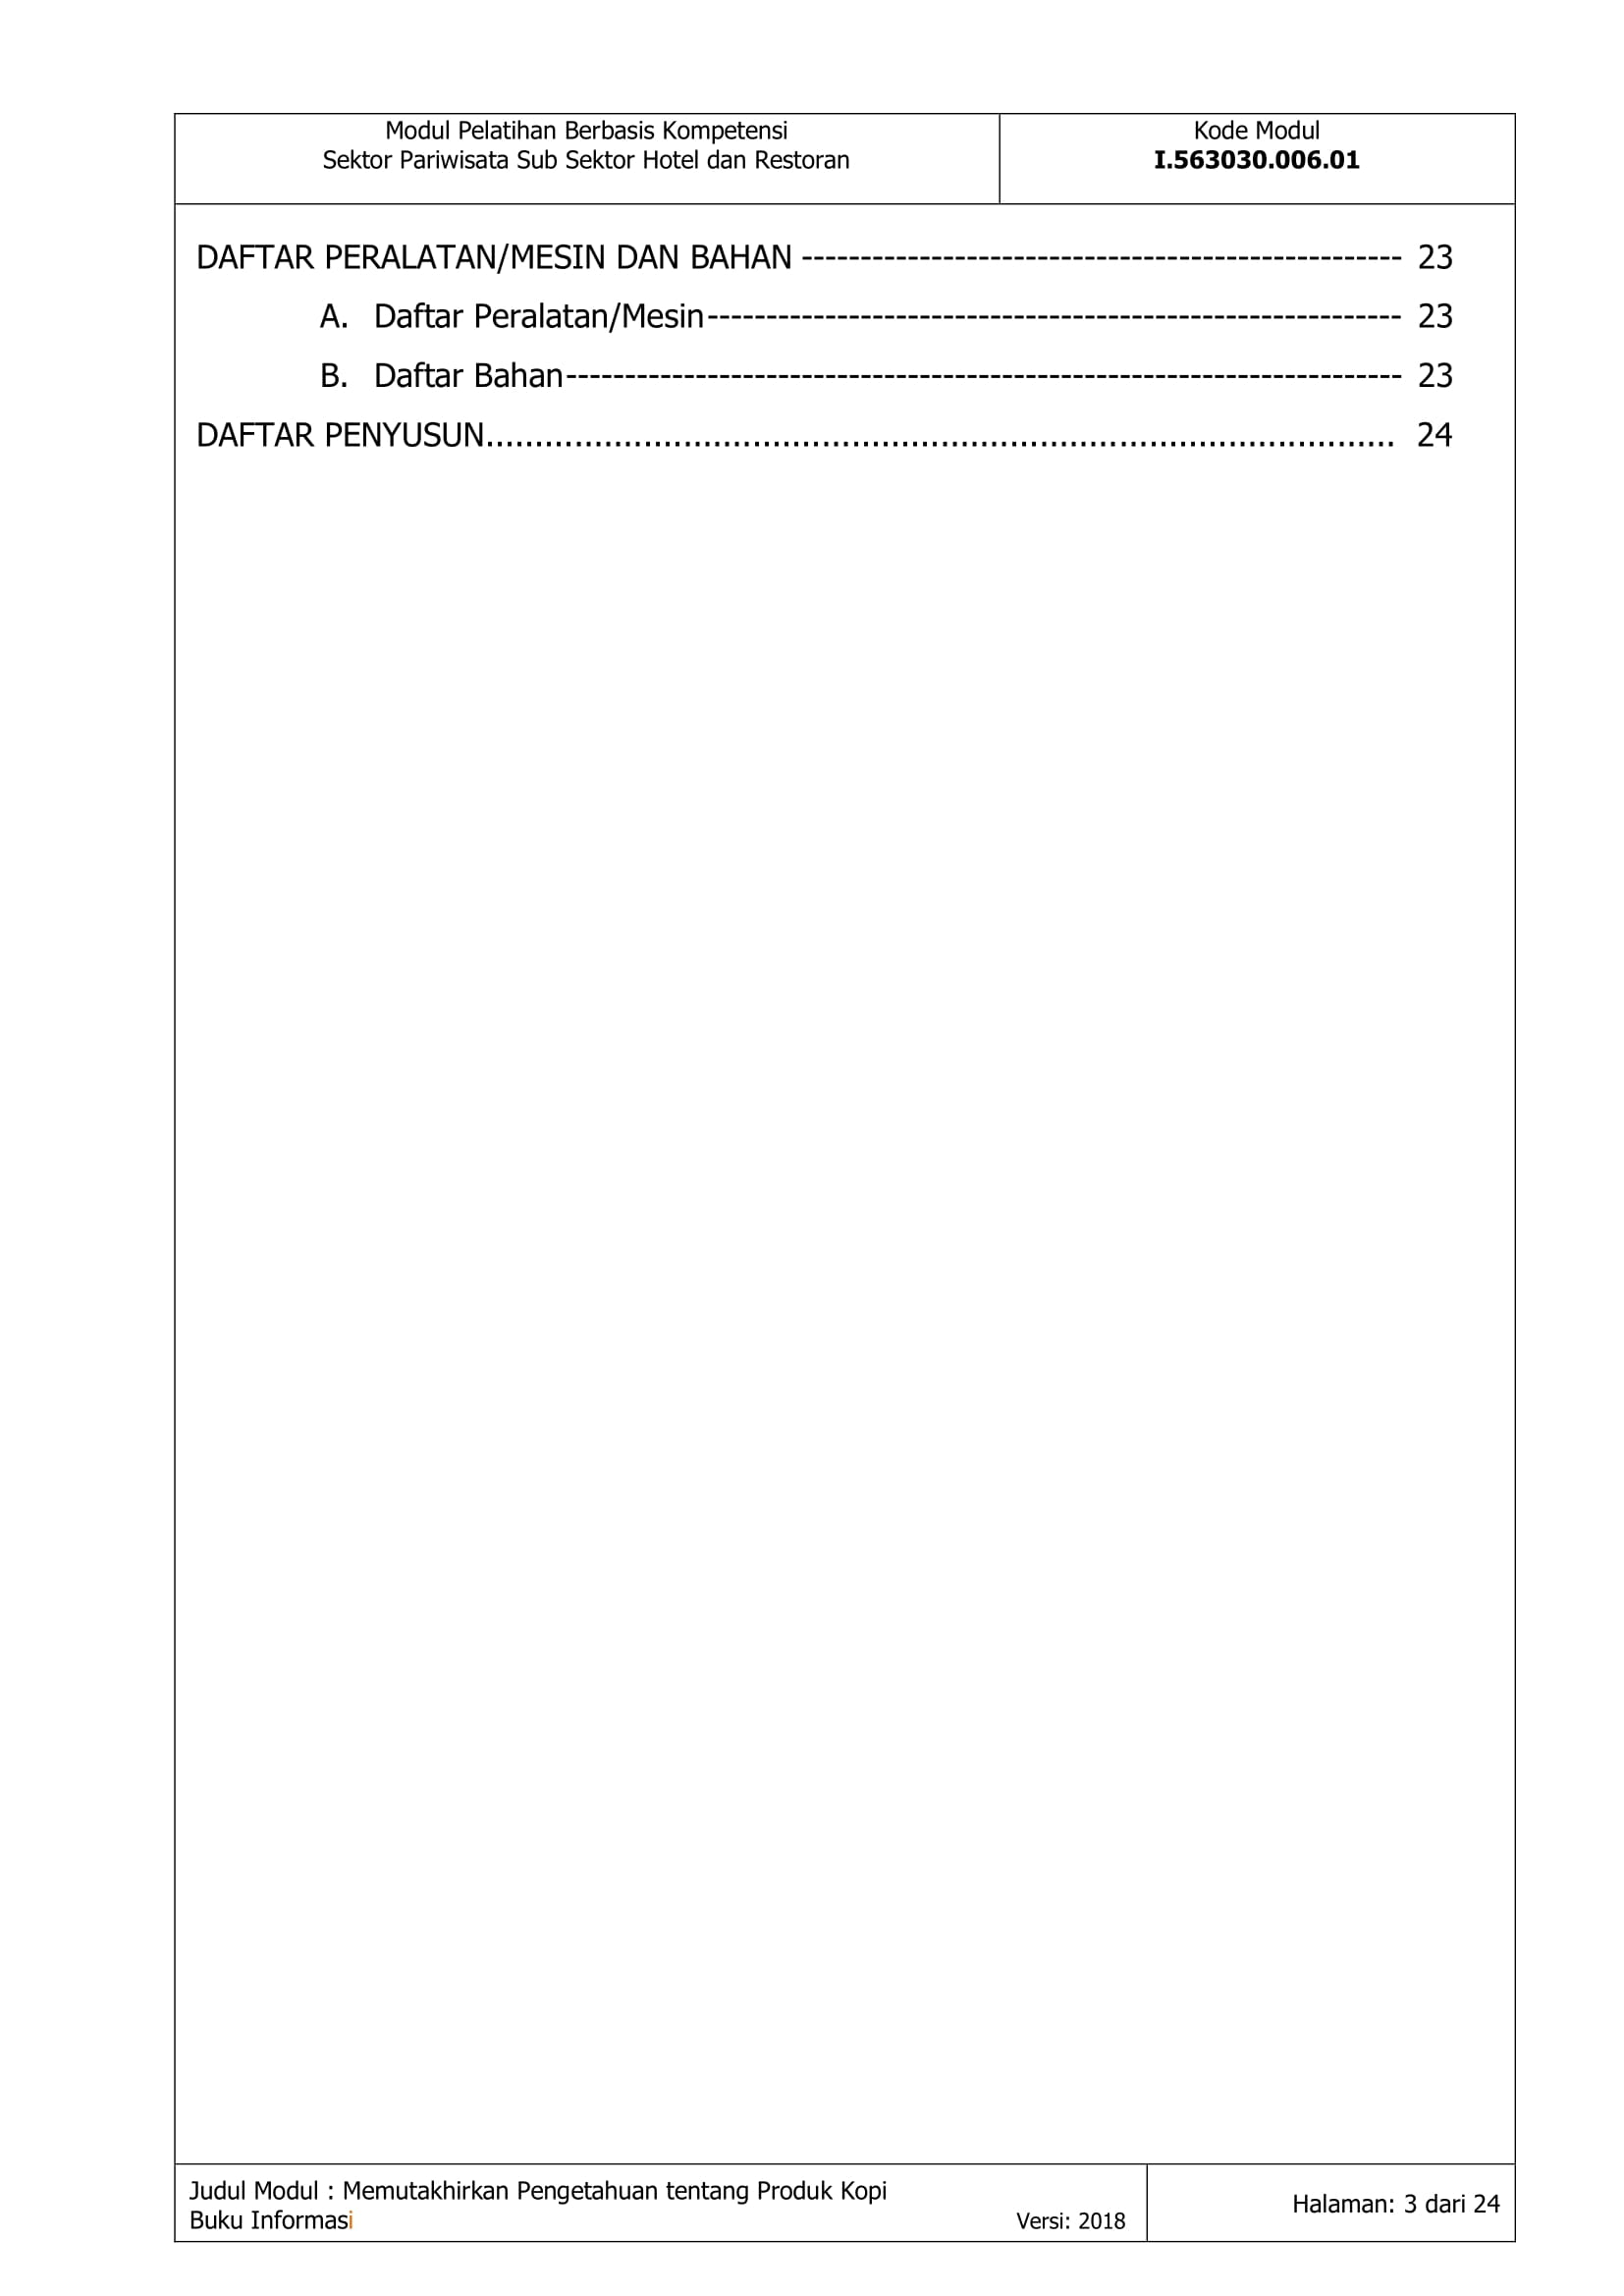 Modul Pelatihan Berbasis Kompetensi
Sektor Pariwisata Sub Sektor Hotel dan Restoran
Kode Modul
I.563030.006.01
DAFTAR PERALATAN/MESIN DAN BAHAN --------------------------------------------------- 23
A. Daftar Peralatan/Mesin----------------------------------------------------------- 23
B. Daftar Bahan----------------------------------------------------------------------- 23
DAFTAR PENYUSUN............................................................................................ 24
Judul Modul : Memutakhirkan Pengetahuan tentang Produk Kopi
Buku Informasi
Versi: 2018
Halaman: 3 dari 24